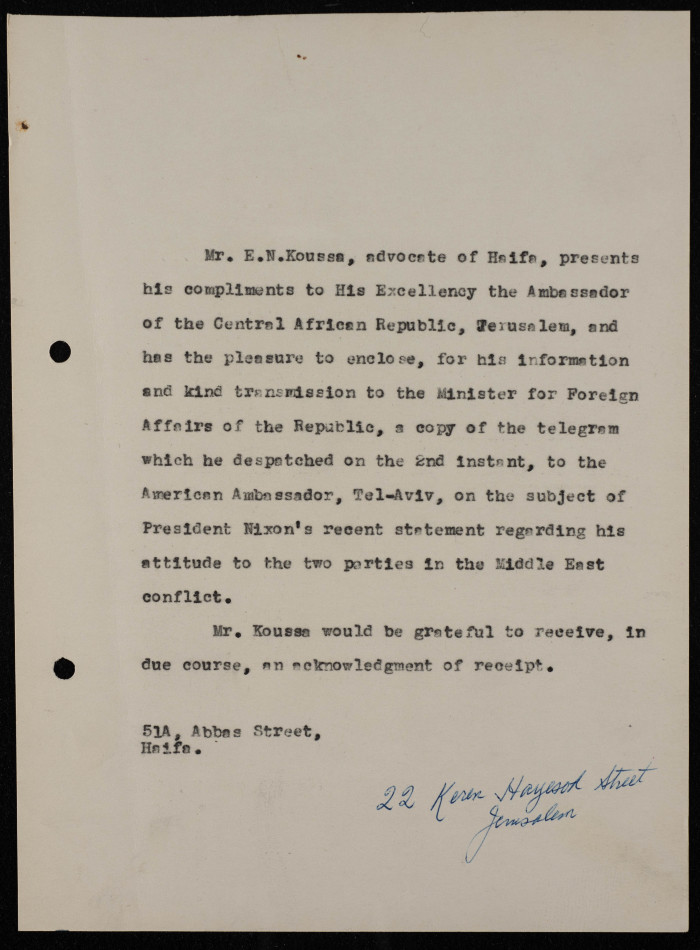 Mr. E.N.Koussa, advocate of Haifa, presents
his compliments to His Excellency the Ambassador
of the Central African Republic, Jerusalem, and
has the pleasure to enclose, for his information
and kind transmission to the Minister for Foreign
Affairs of the Republic, a copy of the telegram
which he despatched on the 2nd instant, to the
American Ambassador, Tel-Aviv, on the subject of
President Nixon's recent statement regarding his
attitude to the two parties in the Middle East
conflict.
Mr. Koussa would be grateful to receive, in
due course, an acknowledgment of receipt.
51A, Abbas Street,
Haifa.
22 Keren Hayesod Street
Jerusalem